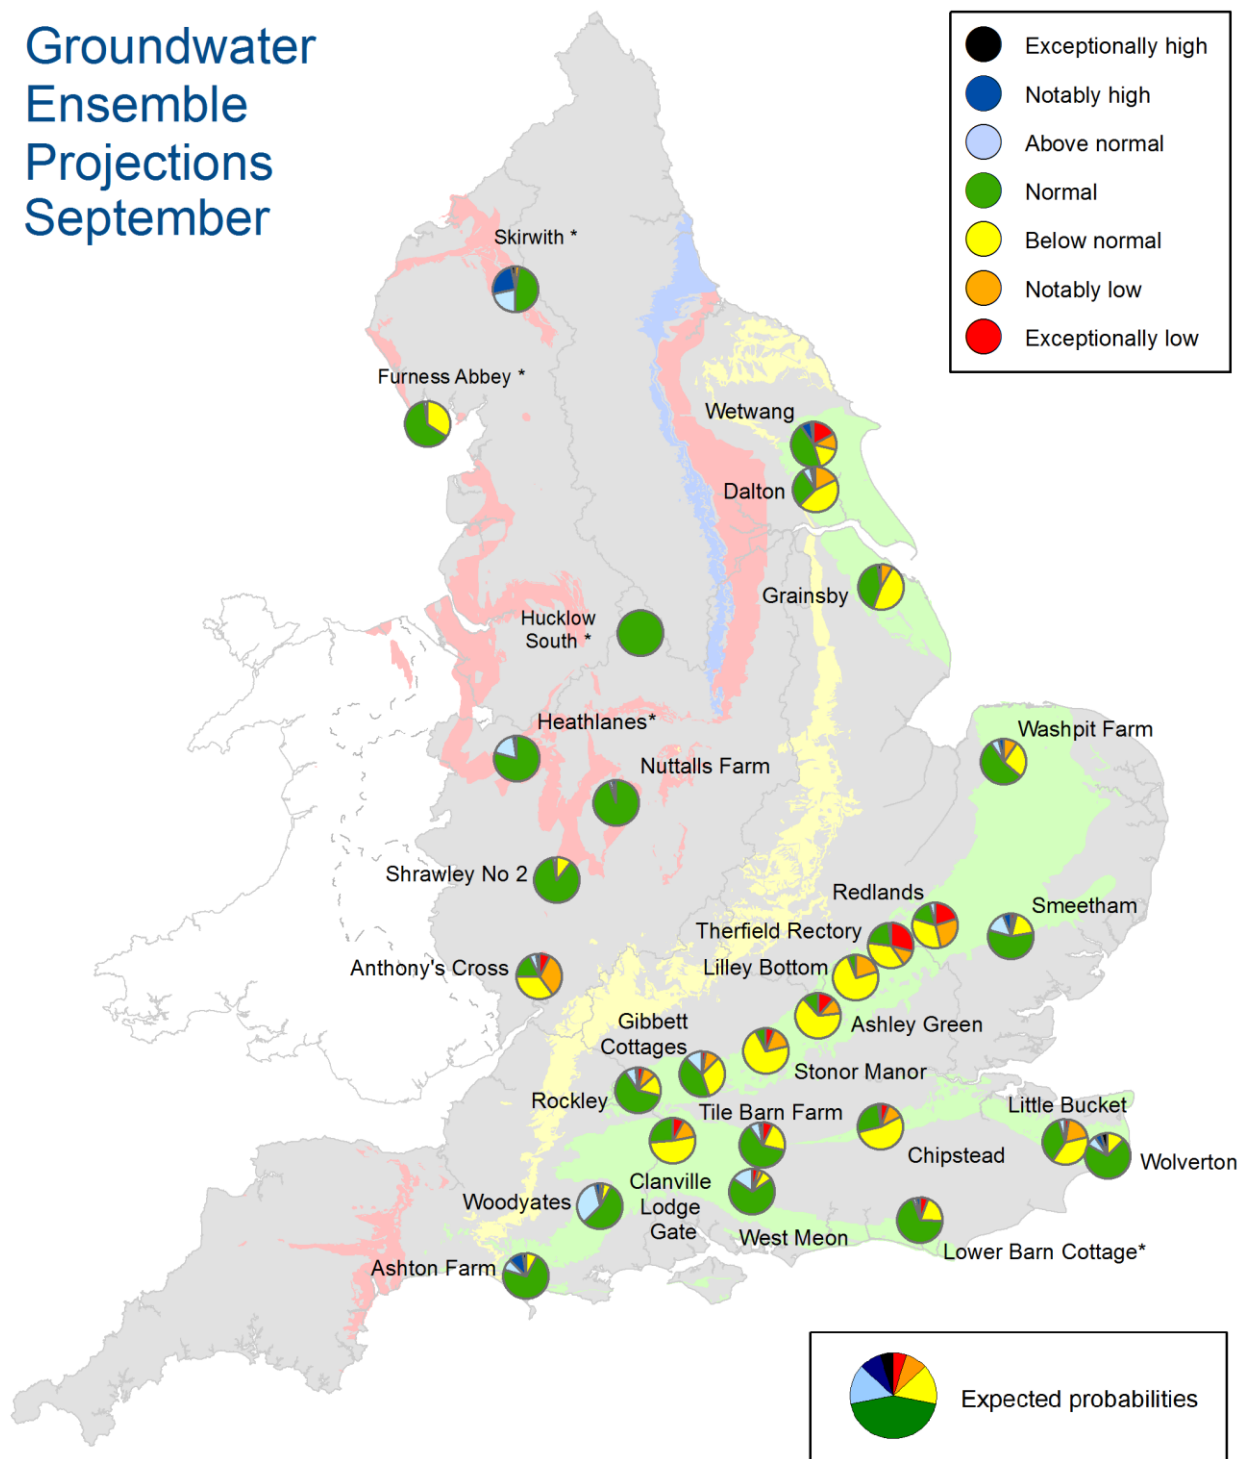 Groundwater
Ensemble
Projections
September
Exceptionally high
Notably high
Above normal
Normal
Below normal
Notably low
Exceptionally low
Skirwith *
Furness Abbey *
Wetwang
Dalton
Grainsby
Hucklow
South *
Heathlanes*
Nuttalls Farm
Washpit Farm
Shrawley No 2
Redlands
Smeetham
Therfield Rectory
Anthony's Cross
Lilley Bottom
Gibbett
Cottages
Ashley Green
Stonor Manor
Rockley
Tile Barn Farm
Little Bucket
Chipstead
Wolverton
Clanville
Lodge
Gate
Woodyates
West Meon
Lower Barn Cottage*
Ashton Farm
Expected probabilities